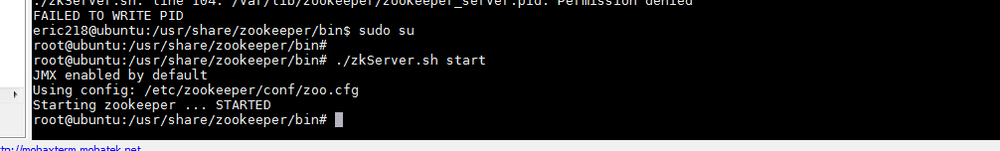 ./zkServer.sh: line 104: /var/lib/zookeeper/zookeeper_server.pid: Permission denied
FAILED TO WRITE PID
eric218@ubuntu:/usr/share/zookeeper/bin$ sudo su
root@ubuntu:/usr/share/zookeeper/bin#
root@ubuntu:/usr/share/zookeeper/bin# ./zkServer.sh start
JMX enabled by default
Using config: /etc/zookeeper/conf/zoo.cfg
Starting zookeeper ... STARTED
root@ubuntu:/usr/share/zookeeper/bin#
ttp://mobaxterm.mobatek.net